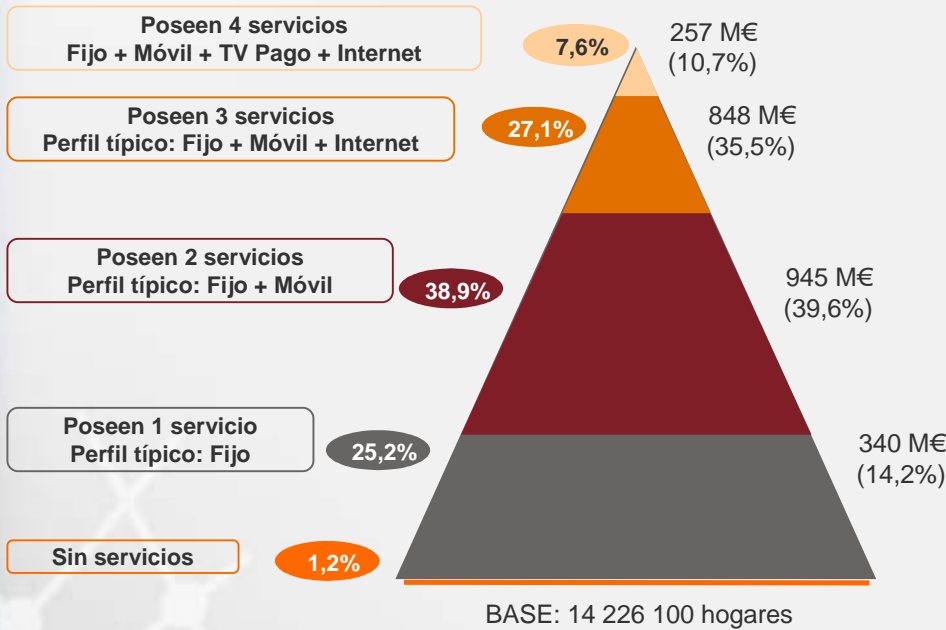 Poseen 4 servicios
Fijo + Móvil + TV Pago + Internet
7,6%
257 M€
(10,7%)
Poseen 3 servicios
Perfil típico: Fijo + Móvil + Internet
27,1%
848 M€
(35,5%)
Poseen 2 servicios
Perfil típico: Fijo + Móvil
38,9%
945 M€
(39,6%)
Poseen 1 servicio
Perfil típico: Fijo
25,2%
340 M€
(14,2%)
Sin servicios
1,2%
BASE: 14 226 100 hogares